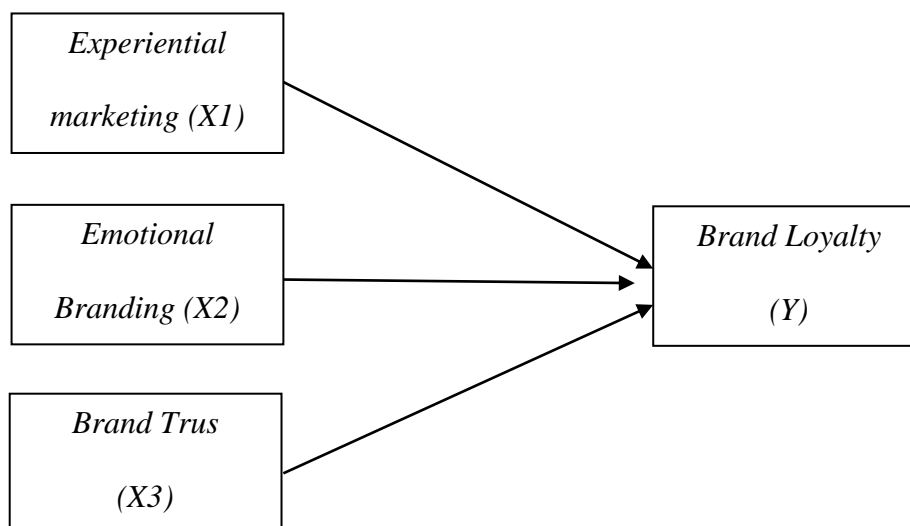 Experiential
marketing (X1)
Emotional
Branding (X2)
Brand Loyalty
(Y)
Brand Trus
(X3)